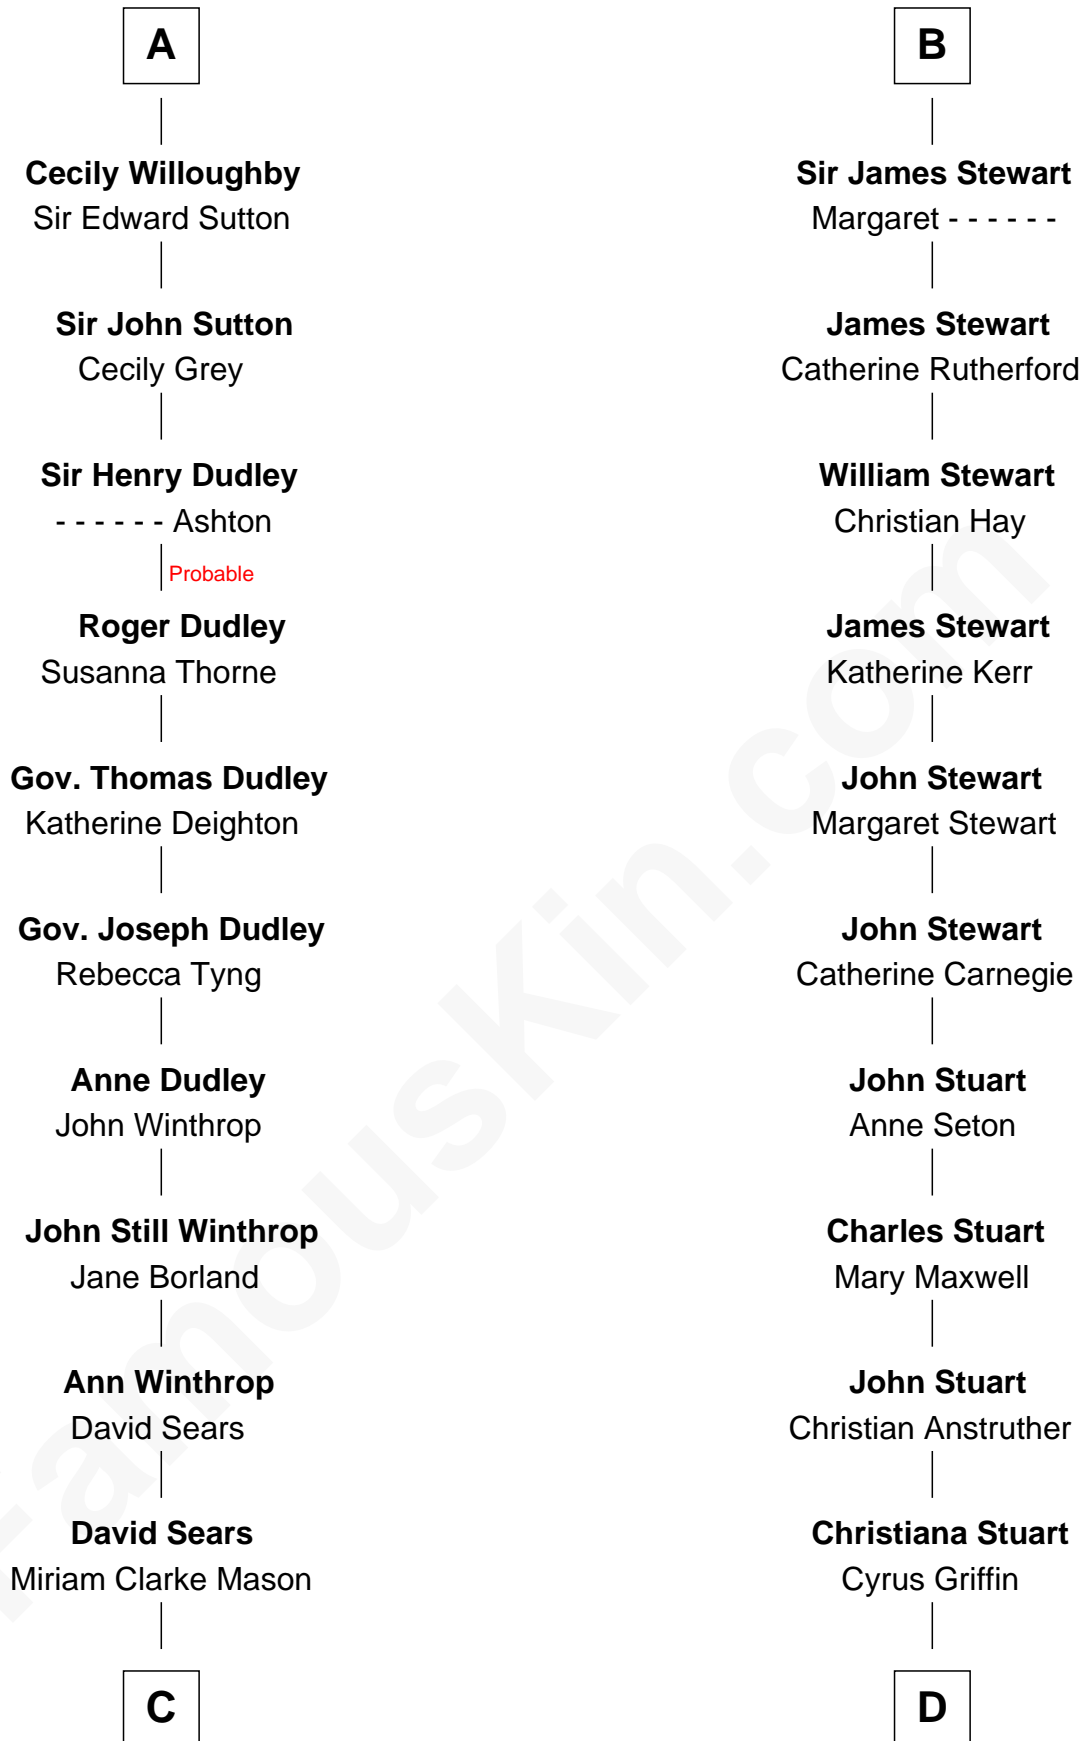 A
Cecily Willoughby
Sir Edward Sutton
Sir John Sutton
Cecily Grey
Sir Henry Dudley
- - - - - - Ashton
Probable
Roger Dudley
Susanna Thorne
Gov. Thomas Dudley
Katherine Deighton
Gov. Joseph Dudley
Rebecca Tyng
Anne Dudley
John Winthrop
John Still Winthrop
Jane Borland
Ann Winthrop
David Sears
David Sears
Miriam Clarke Mason
C
B
Sir James Stewart
Margaret - - - - - -
James Stewart
Catherine Rutherford
William Stewart
Christian Hay
James Stewart
Katherine Kerr
John Stewart
Margaret Stewart
John Stewart
Catherine Carnegie
John Stuart
Anne Seton
Charles Stuart
Mary Maxwell
John Stuart
Christian Anstruther
Christiana Stuart
Cyrus Griffin
D
FamousKin.com